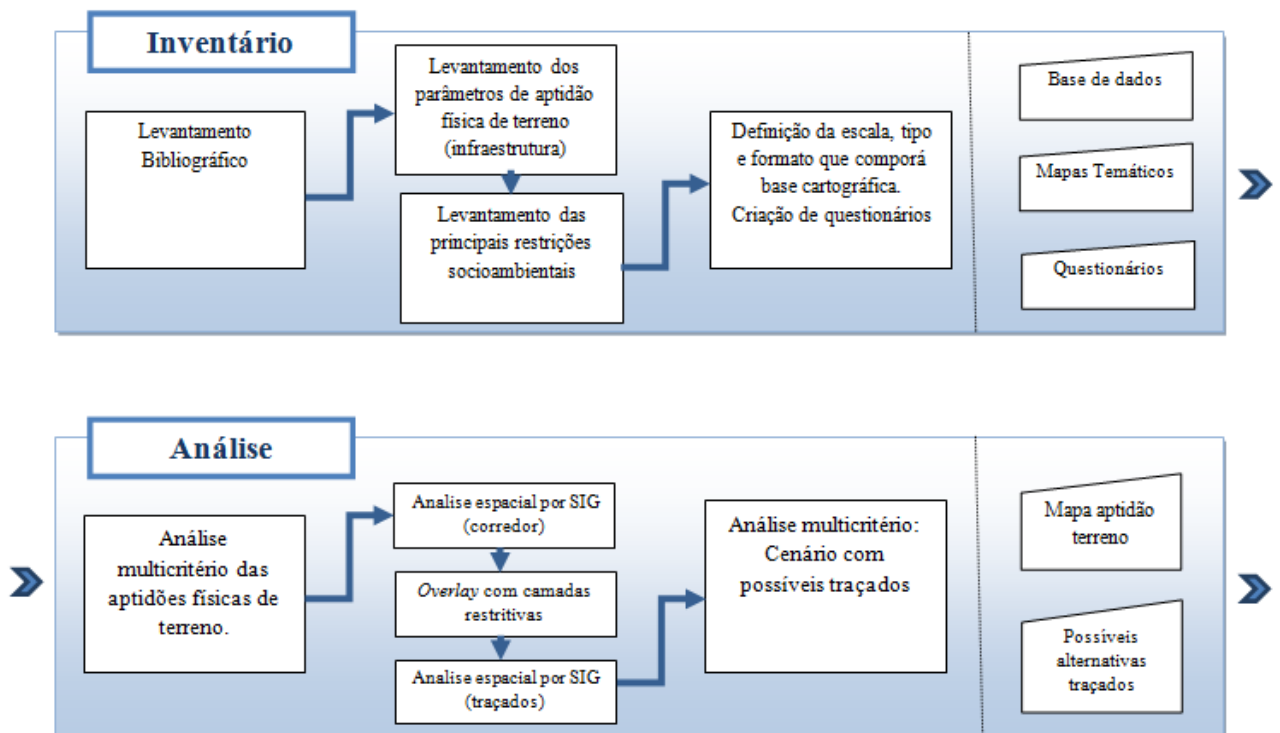 Inventário
Levantamento
Bibliográfico
Levantamento dos
parâmetros de aptidão
física de terreno
(infraestrutura)
Levantamento das
principais restrições
socioambientais
Definição da escala, tipo
e formato que comporá
base cartográfica.
Criação de questionários
Base de dados
Mapas Temáticos
Questionários
Análise
Análise
multicritério das
aptidões físicas de
terreno.
Analise espacial por SIG
(corredor)
Overlay com camadas
restritivas
Analise espacial por SIG
(traçados)
Análise multicritério:
Cenário com
possíveis traçados
Mapa aptidão
terreno
Possíveis
alternativas
traçados